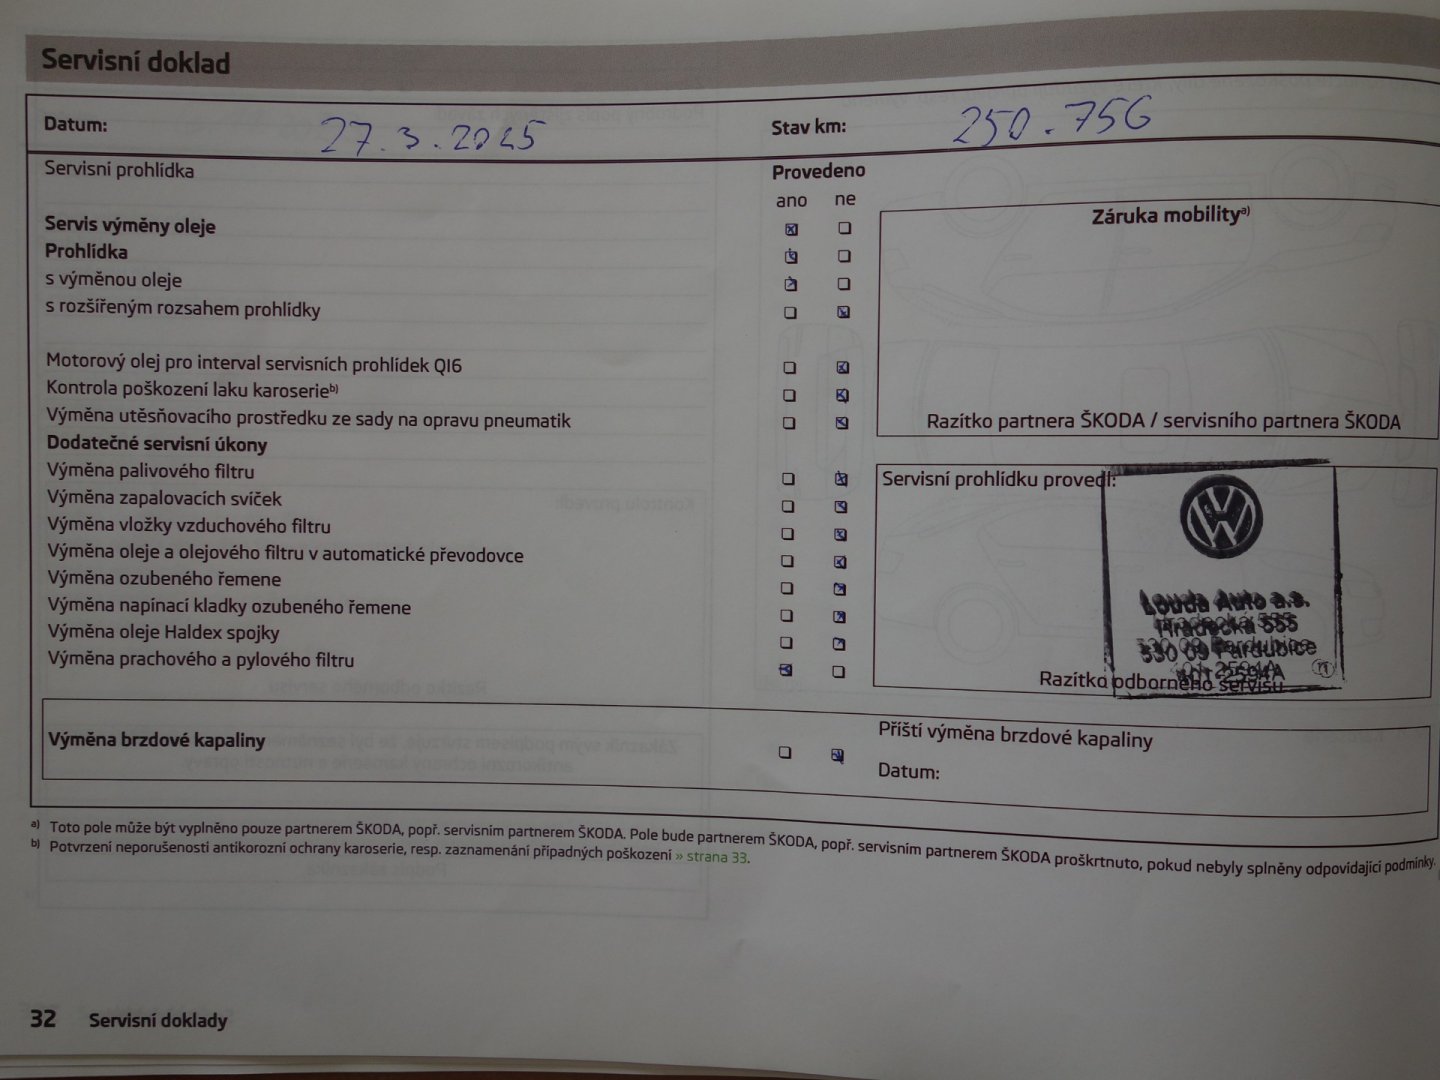 Servisní doklad
Datum: 27.3.2025 Stav km: 250.756
Servisní prohlídka Provedeno
ano ne
Servis výměny oleje
Prohlídka
s výměnou oleje
s rozšířeným rozsahem prohlídky
Motorový olej pro interval servisních prohlídek QI6
Kontrola poškození laku karoserie b)
Výměna utěsňovacího prostředku ze sady na opravu pneumatik
Dodatečné servisní úkony
Výměna palivového filtru
Výměna zapalovacích svíček
Výměna vložky vzduchového filtru
Výměna oleje a olejového filtru v automatické převodovce
Výměna ozubeného řemene
Výměna napínací kladky ozubeného řemene
Výměna oleje Haldex spojky
Výměna prachového a pylového filtru
Záruka mobility a)
Razítko partnera ŠKODA / servisního partnera ŠKODA
Servisní prohlídku provedl:
Louda Auto a.s.
Hradecká 555
530 09 Pardubice
Razítko odborného servisu
Výměna brzdové kapaliny
Příští výměna brzdové kapaliny
Datum:
a) Toto pole může být vyplněno pouze partnerem ŠKODA, popř. servisním partnerem ŠKODA. Pole bude partnerem ŠKODA, popř. servisním partnerem ŠKODA proškrtnuto, pokud nebyly splněny odpovídající podmínky.
b) Potvrzení neporušenosti antikorozní ochrany karoserie, resp. zaznamenání případných poškození » strana 33.
32 Servisní doklady